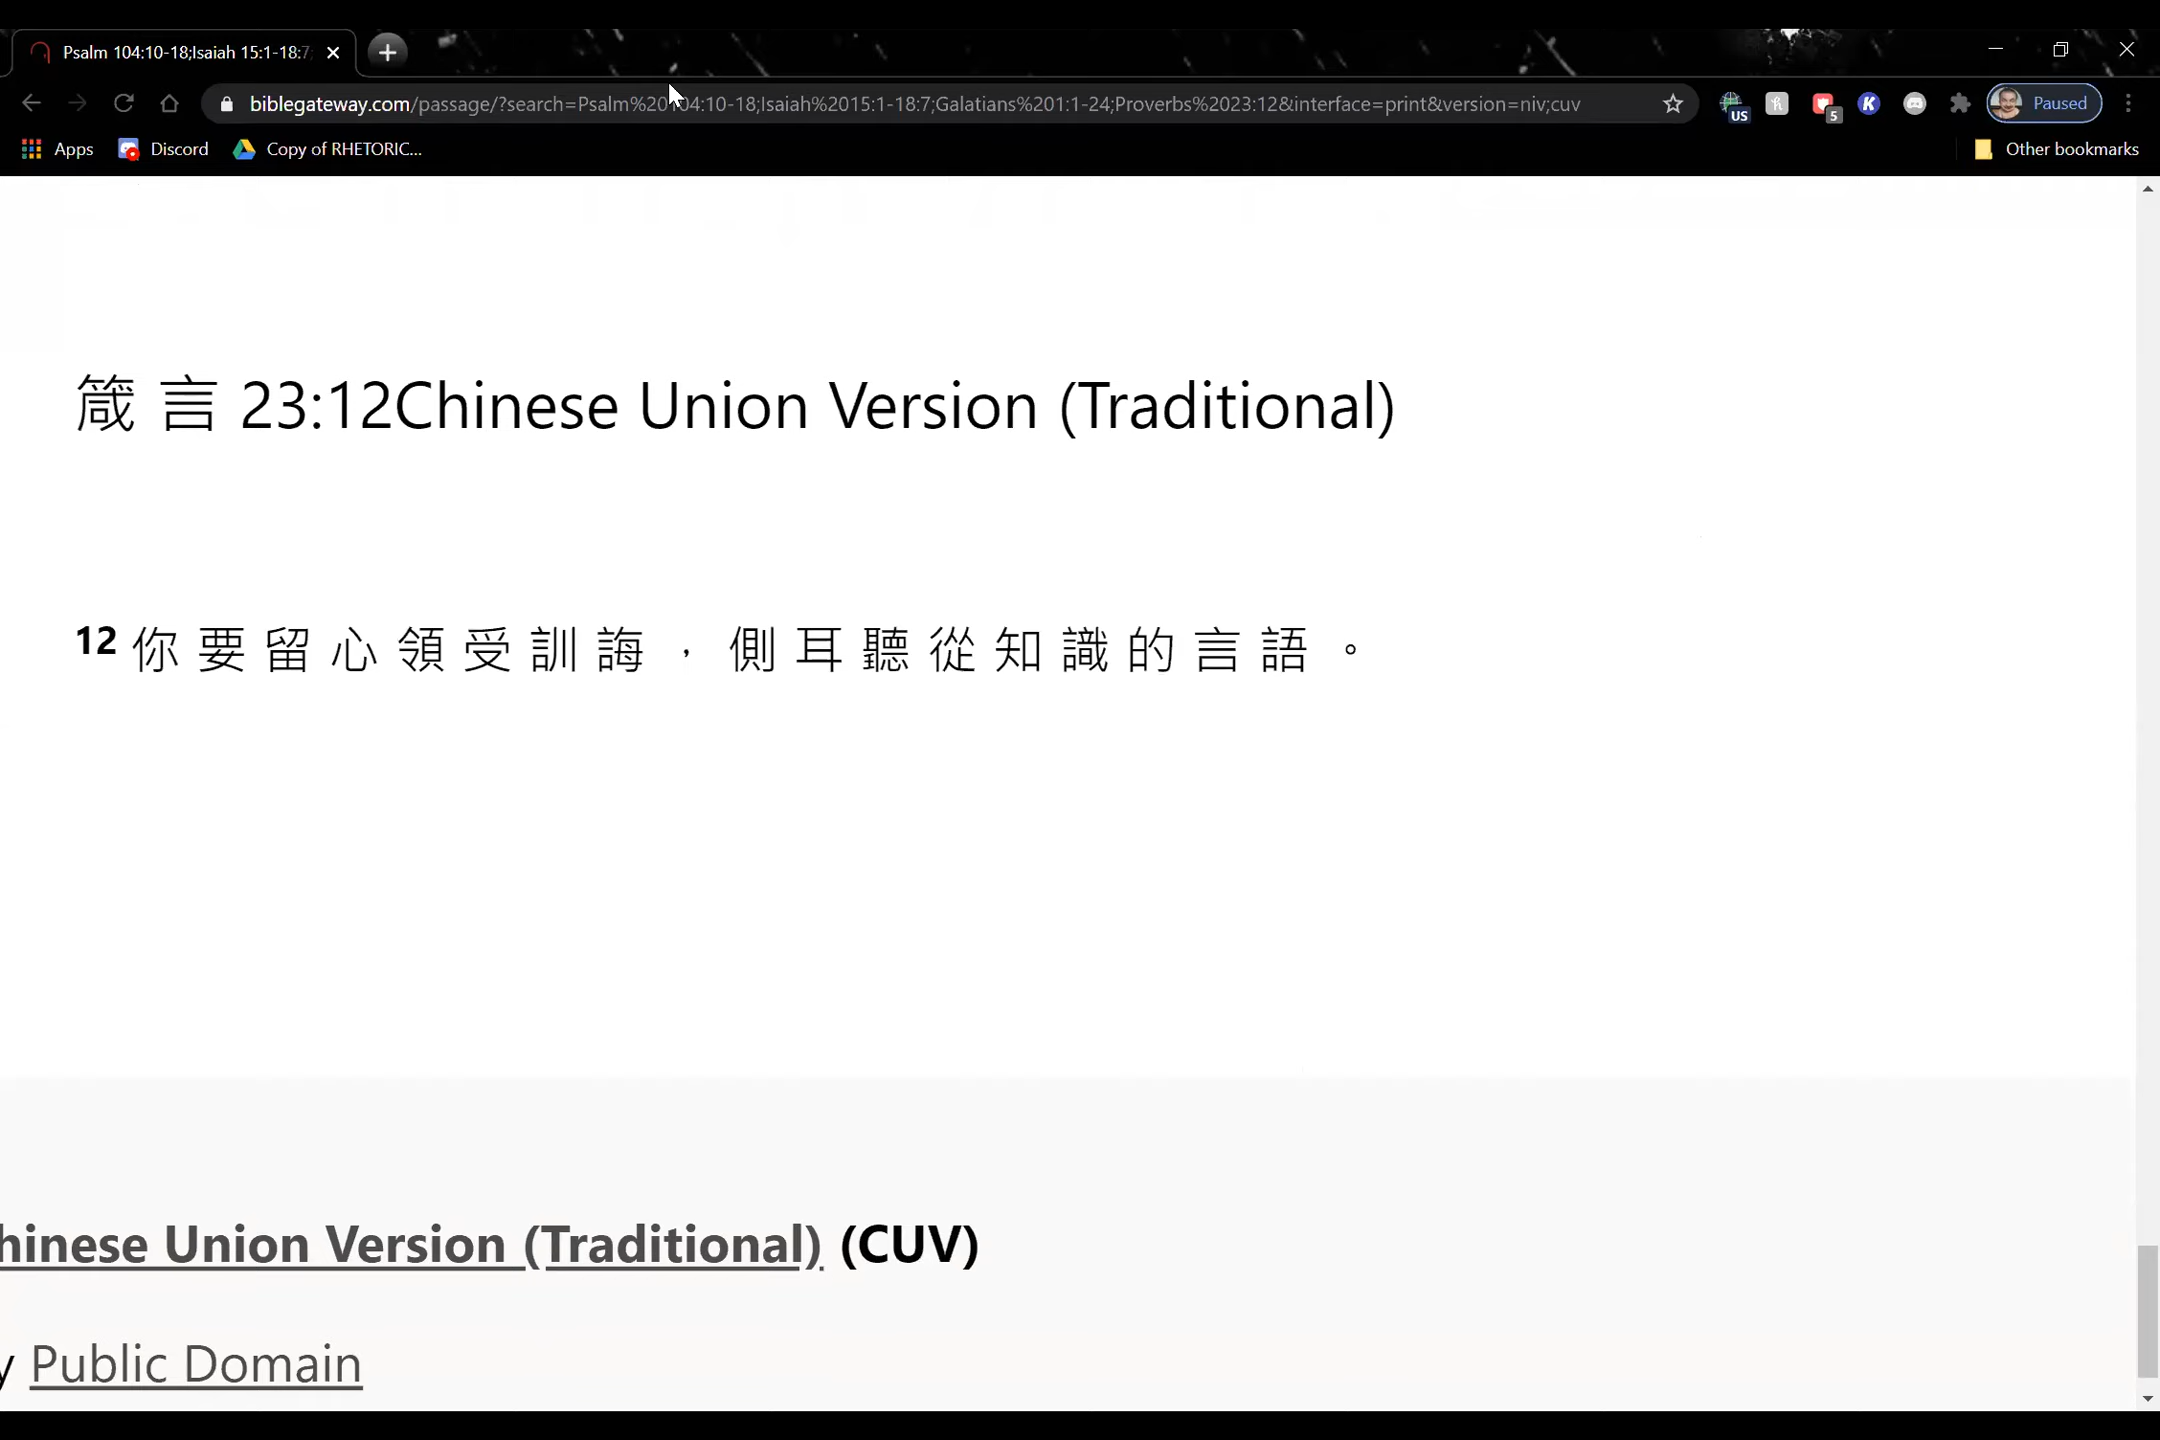 Psalm 104:10-18;Isaiah 15:1-18:7;
biblegateway.com/passage/?search=Psalm%20104:10-18;Isaiah%2015:1-18:7;Galatians%201:1-24;Proverbs%2023:12&interface=print&version=niv;cuv
US
5
K
Paused
Apps
Discord
Copy of RHETORIC...
Other bookmarks
箴 言 23:12Chinese Union Version (Traditional)
12 你 要 留 心 領 受 訓 誨 ， 側 耳 聽 從 知 識 的 言 語 。
hinese Union Version (Traditional) (CUV)
y Public Domain